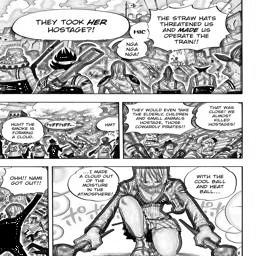 THEY TOOK HER
HOSTAGE?!
HIC
NGA
NGA
NGA!
THE STRAW HATS
THREATENED US
AND MADE US
OPERATE THE
TRAIN!!
HUH? THE
SMOKE IS
FORMING
A CLOUD.
HM?
THEY WOULD EVEN TAKE
THE ELDERLY, CHILDREN
AND SMALL ANIMALS
HOSTAGE, THOSE
COWARDLY PIRATES!!
THAT WAS
CLOSE! WE
ALMOST
KILLED
HOSTAGES!
OHH!! NAMI
GOT OUT!!
...I MADE
A CLOUD OUT
OF THE
MOISTURE
IN THE
ATMOSPHERE!
WITH THE
COOL BALL
AND HEAT
BALL...